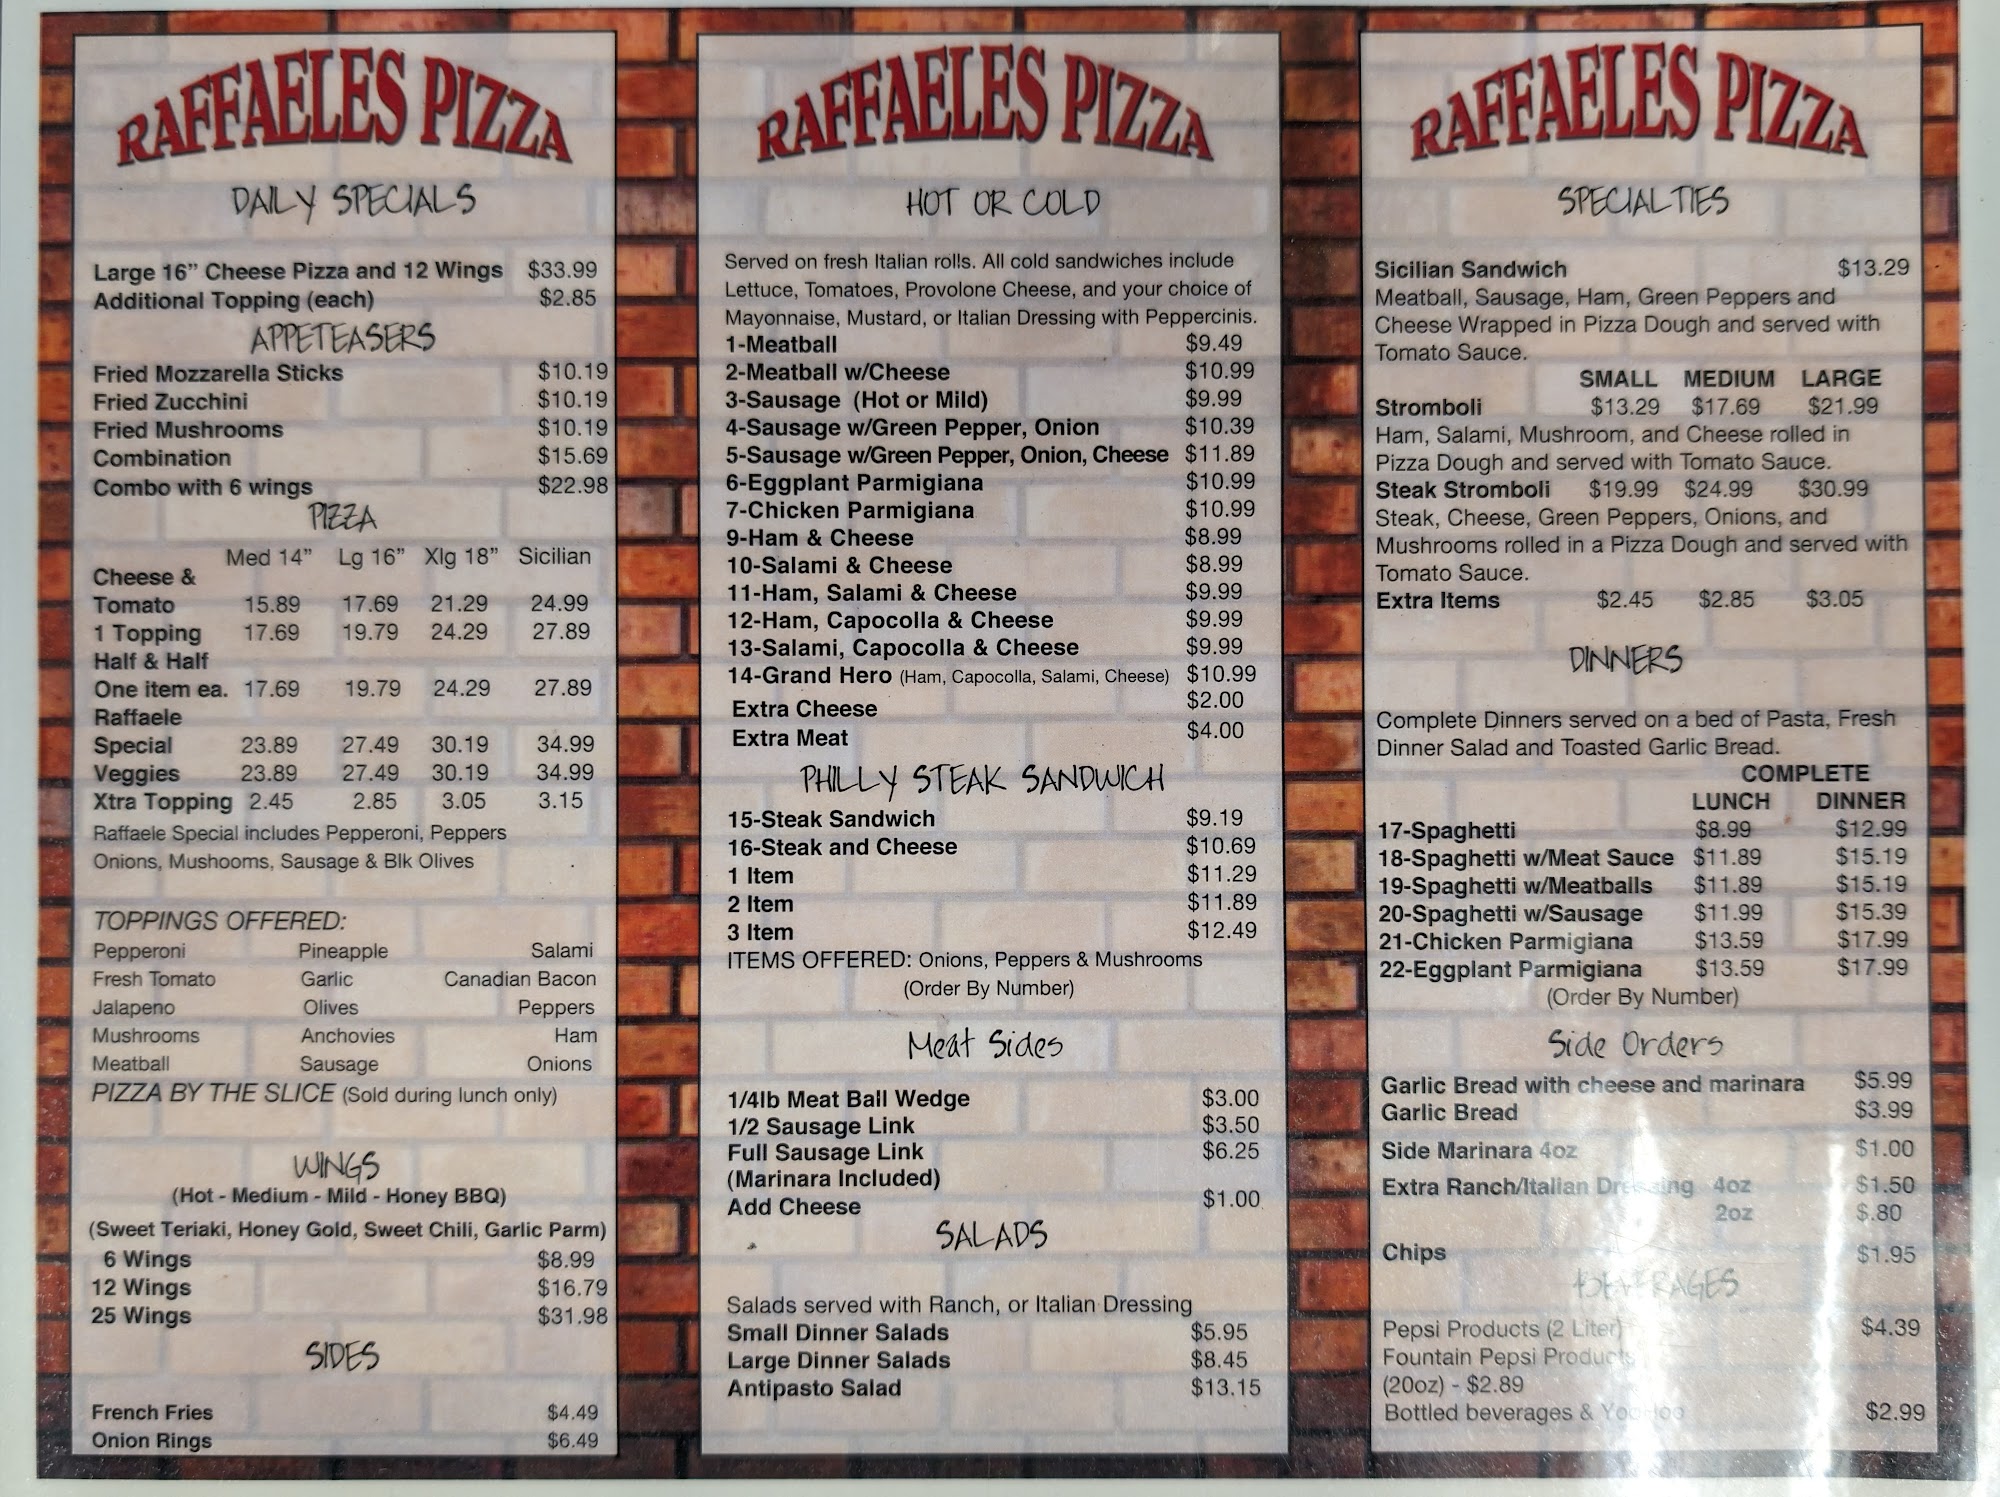 RAFFAELES PIZZA
DAILY SPECIALS
Large 16” Cheese Pizza and 12 Wings $33.99
Additional Topping (each) $2.85
APPETEASERS
Fried Mozzarella Sticks $10.19
Fried Zucchini $10.19
Fried Mushrooms $10.19
Combination $15.69
Combo with 6 wings $22.98
PIZZA
Med 14” Lg 16” Xlg 18” Sicilian
Cheese &
Tomato 15.89 17.69 21.29 24.99
1 Topping 17.69 19.79 24.29 27.89
Half & Half
One item ea. 17.69 19.79 24.29 27.89
Raffaele
Special 23.89 27.49 30.19 34.99
Veggies 23.89 27.49 30.19 34.99
Xtra Topping 2.45 2.85 3.05 3.15
Raffaele Special includes Pepperoni, Peppers
Onions, Mushooms, Sausage & Blk Olives
TOPPINGS OFFERED:
Pepperoni Pineapple Salami
Fresh Tomato Garlic Canadian Bacon
Jalapeno Olives Peppers
Mushrooms Anchovies Ham
Meatball Sausage Onions
PIZZA BY THE SLICE (Sold during lunch only)
WINGS
(Hot - Medium - Mild - Honey BBQ)
(Sweet Teriaki, Honey Gold, Sweet Chili, Garlic Parm)
6 Wings $8.99
12 Wings $16.79
25 Wings $31.98
SIDES
French Fries $4.49
Onion Rings $6.49
RAFFAELES PIZZA
HOT OR COLD
Served on fresh Italian rolls. All cold sandwiches include
Lettuce, Tomatoes, Provolone Cheese, and your choice of
Mayonnaise, Mustard, or Italian Dressing with Peppercinis.
1-Meatball $9.49
2-Meatball w/Cheese $10.99
3-Sausage (Hot or Mild) $9.99
4-Sausage w/Green Pepper, Onion $10.39
5-Sausage w/Green Pepper, Onion, Cheese $11.89
6-Eggplant Parmigiana $10.99
7-Chicken Parmigiana $10.99
9-Ham & Cheese $8.99
10-Salami & Cheese $8.99
11-Ham, Salami & Cheese $9.99
12-Ham, Capocolla & Cheese $9.99
13-Salami, Capocolla & Cheese $9.99
14-Grand Hero (Ham, Capocolla, Salami, Cheese) $10.99
Extra Cheese $2.00
Extra Meat $4.00
PHILLY STEAK SANDWICH
15-Steak Sandwich $9.19
16-Steak and Cheese $10.69
1 Item $11.29
2 Item $11.89
3 Item $12.49
ITEMS OFFERED: Onions, Peppers & Mushrooms
(Order By Number)
Meat Sides
1/4lb Meat Ball Wedge $3.00
1/2 Sausage Link $3.50
Full Sausage Link $6.25
(Marinara Included)
Add Cheese $1.00
SALADS
Salads served with Ranch, or Italian Dressing
Small Dinner Salads $5.95
Large Dinner Salads $8.45
Antipasto Salad $13.15
RAFFAELES PIZZA
SPECIALTIES
Sicilian Sandwich $13.29
Meatball, Sausage, Ham, Green Peppers and
Cheese Wrapped in Pizza Dough and served with
Tomato Sauce.
SMALL MEDIUM LARGE
Stromboli $13.29 $17.69 $21.99
Ham, Salami, Mushroom, and Cheese rolled in
Pizza Dough and served with Tomato Sauce.
Steak Stromboli $19.99 $24.99 $30.99
Steak, Cheese, Green Peppers, Onions, and
Mushrooms rolled in a Pizza Dough and served with
Tomato Sauce.
Extra Items $2.45 $2.85 $3.05
DINNERS
Complete Dinners served on a bed of Pasta, Fresh
Dinner Salad and Toasted Garlic Bread.
COMPLETE
LUNCH DINNER
17-Spaghetti $8.99 $12.99
18-Spaghetti w/Meat Sauce $11.89 $15.19
19-Spaghetti w/Meatballs $11.89 $15.19
20-Spaghetti w/Sausage $11.99 $15.39
21-Chicken Parmigiana $13.59 $17.99
22-Eggplant Parmigiana $13.59 $17.99
(Order By Number)
Side Orders
Garlic Bread with cheese and marinara $5.99
Garlic Bread $3.99
Side Marinara 4oz $1.00
Extra Ranch/Italian Dressing 4oz $1.50
2oz $.80
Chips $1.95
BEVERAGES
Pepsi Products (2 Liter) $4.39
Fountain Pepsi Products
(20oz) - $2.89
Bottled beverages & YooHoo $2.99